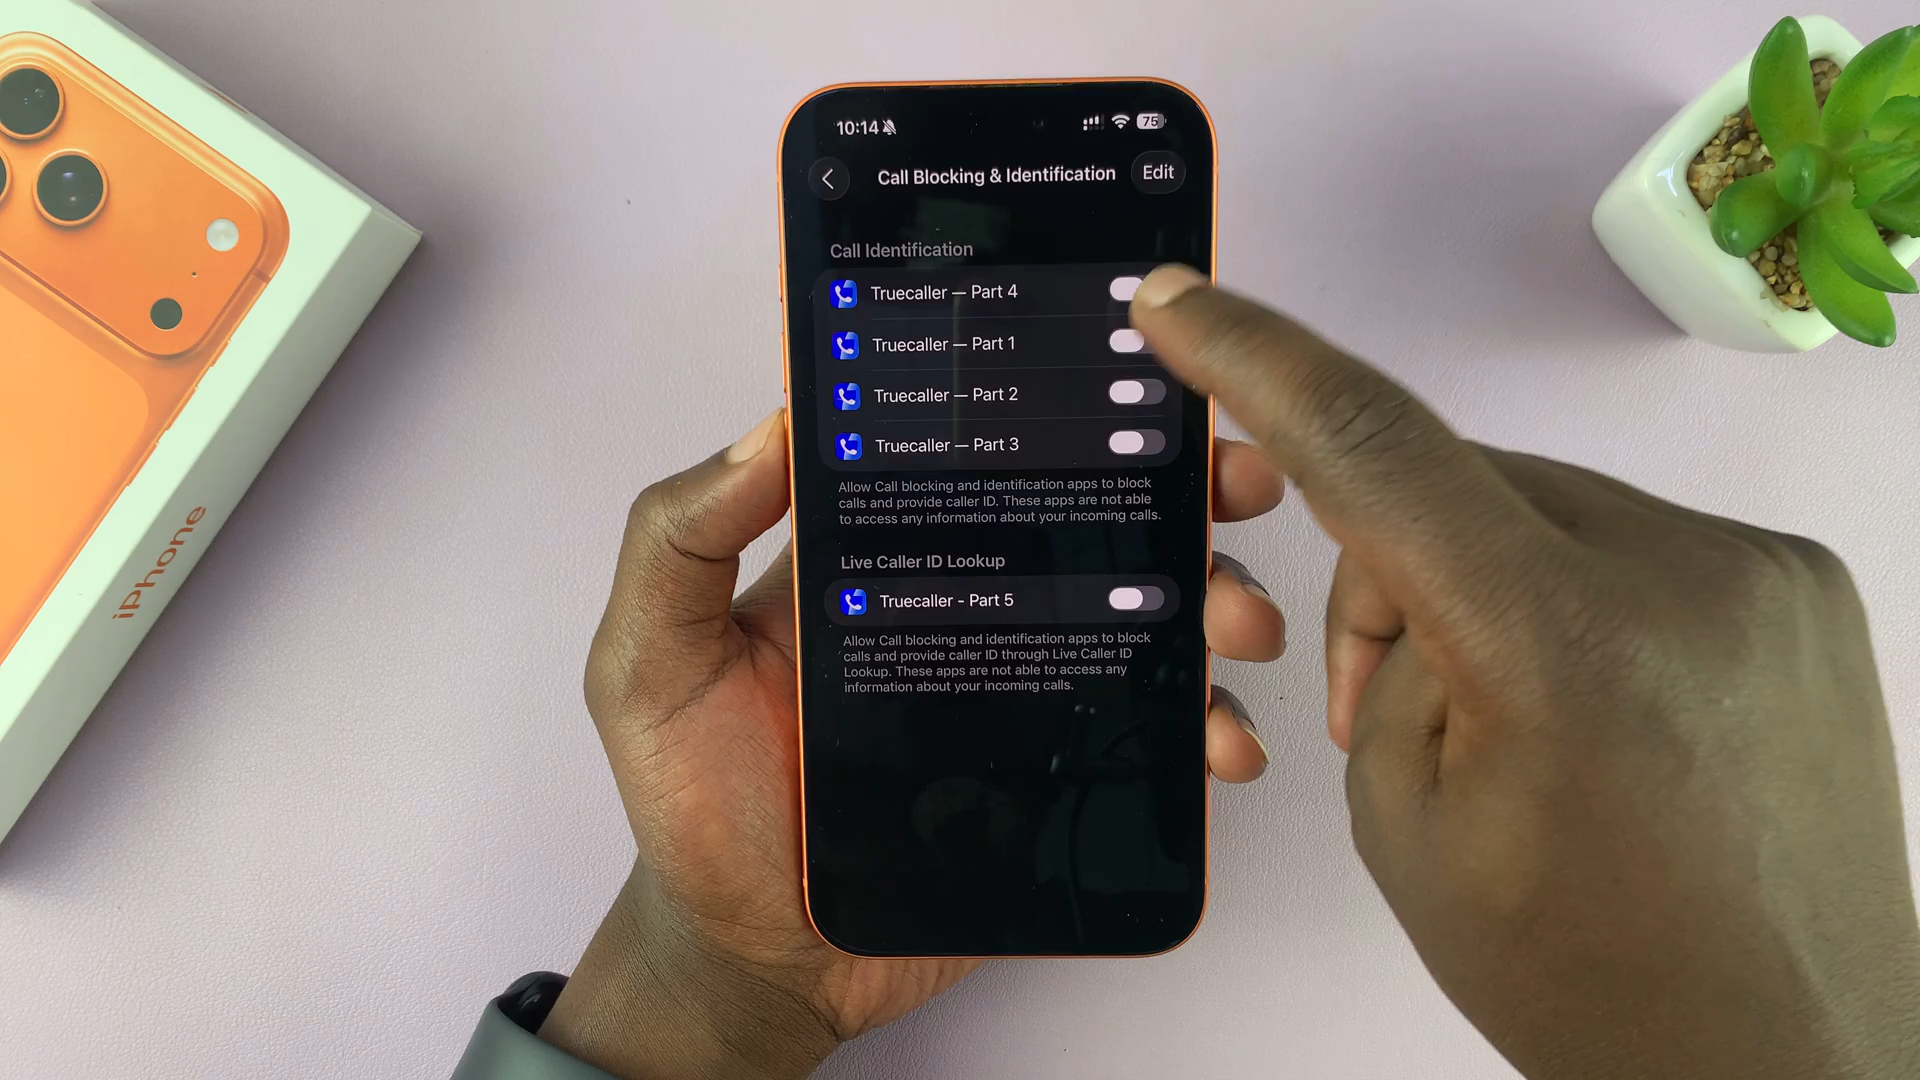 10:14
75
Call Blocking & Identification
Edit
Call Identification
Truecaller — Part 4
Truecaller — Part 1
Truecaller — Part 2
Truecaller — Part 3
Allow Call blocking and identification apps to block
calls and provide caller ID. These apps are not able
to access any information about your incoming calls.
Live Caller ID Lookup
Truecaller - Part 5
Allow Call blocking and identification apps to block
calls and provide caller ID through Live Caller ID
Lookup. These apps are not able to access any
information about your incoming calls.
iPhone